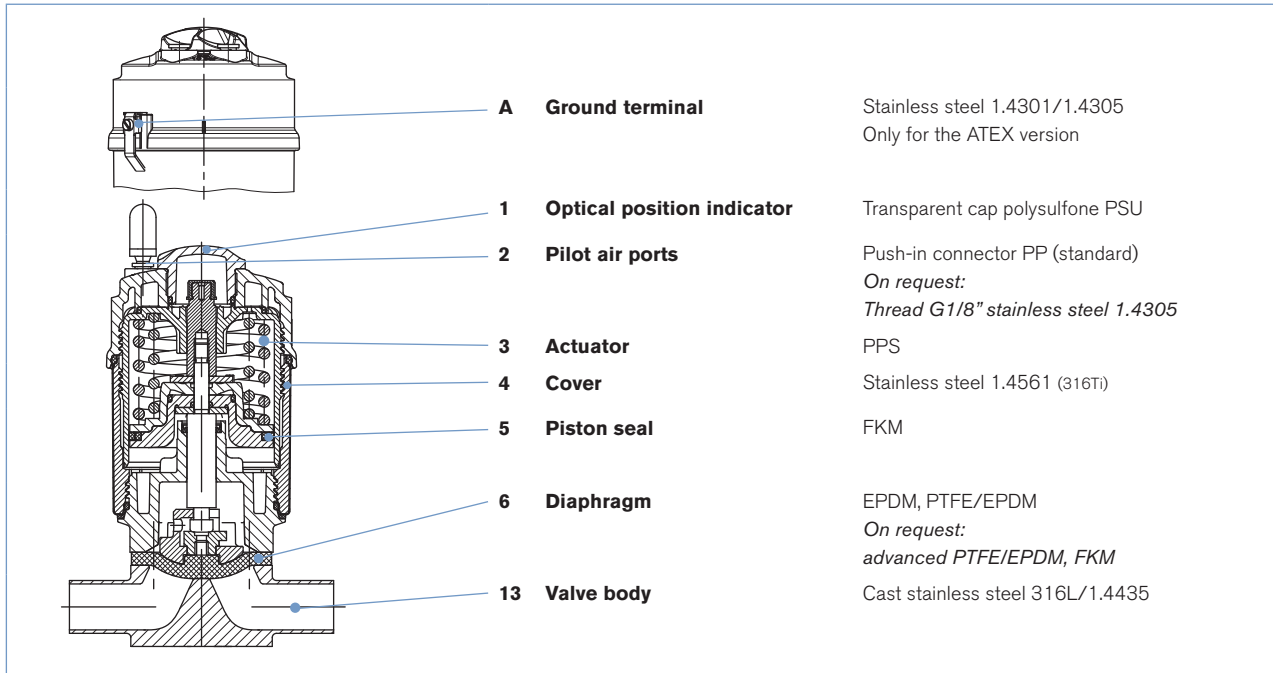 A Ground terminal Stainless steel 1.4301/1.4305
Only for the ATEX version
1 Optical position indicator Transparent cap polysulfone PSU
2 Pilot air ports Push-in connector PP (standard)
On request:
Thread G1/8” stainless steel 1.4305
3 Actuator PPS
4 Cover Stainless steel 1.4561 (316Ti)
5 Piston seal FKM
6 Diaphragm EPDM, PTFE/EPDM
On request:
advanced PTFE/EPDM, FKM
13 Valve body Cast stainless steel 316L/1.4435